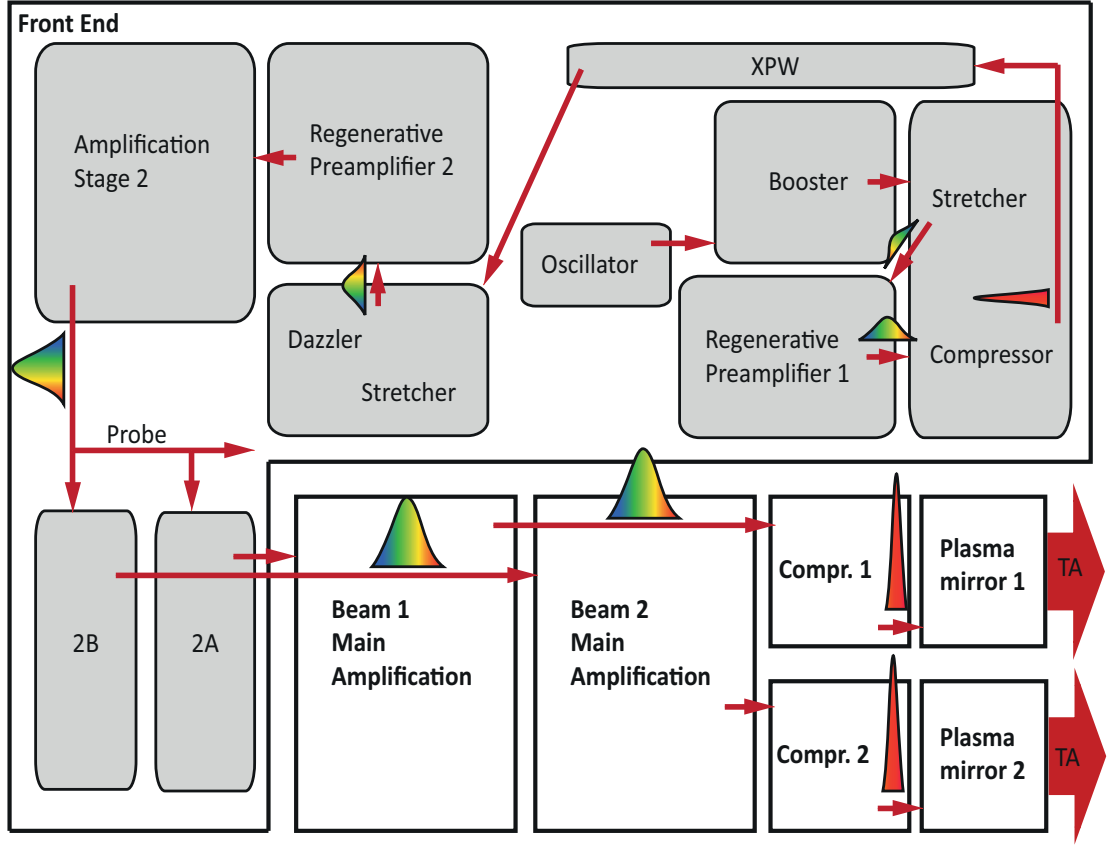 Front End
XPW
Amplification
Stage 2
Regenerative
Preamplifier 2
Booster
Stretcher
Oscillator
Dazzler
Stretcher
Regenerative
Preamplifier 1
Compressor
Probe
2B
2A
Beam 1
Main
Amplification
Beam 2
Main
Amplification
Compr. 1
Plasma
mirror 1
TA
Compr. 2
Plasma
mirror 2
TA